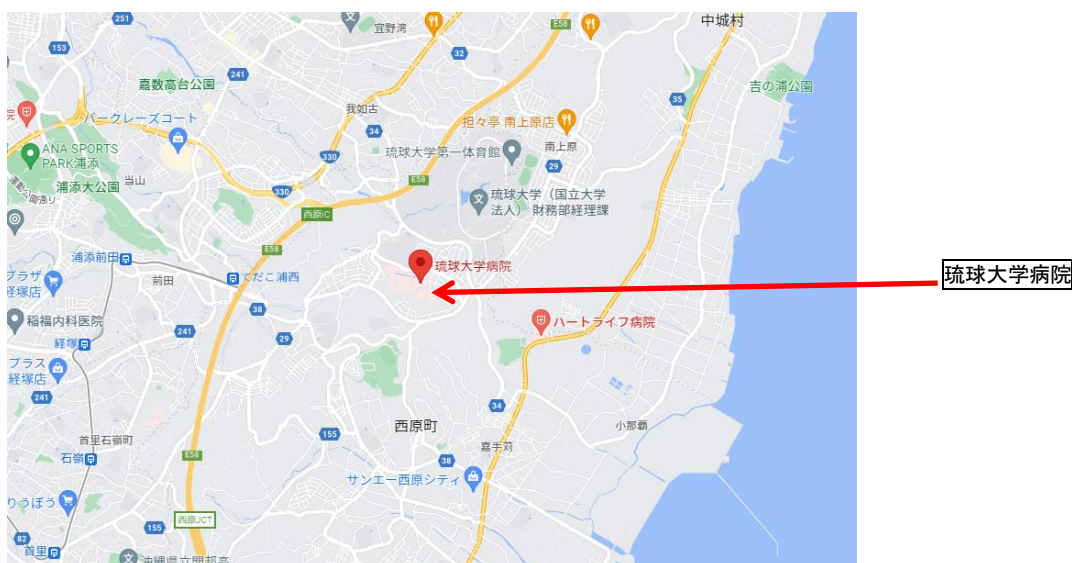 251
E58
中城村
宜野湾
153
32
嘉数高台公園
241
吉の浦公園
35
院
パークレーズコート
我如古
担々亭 南上原店
34
ANA SPORTS
PARK浦添
330
琉球大学第一体育館
南上原
29
当山
E58
浦添大公園
330
琉球大学（国立大学
法人） 財務部経理課
西原IC
E58
浦添前田
琉球大学病院
琉球大学病院
プラザ
経塚店
前田
てだこ浦西
38
稲福内科医院
ハートライフ病院
241
29
経塚
プラス
経塚店
241
34
西原町
小那覇
155
首里石嶺町
嘉手苅
石嶺
E58
38
サンエー西原シティ
りうぼう
西原JCT
155
82
首里
沖縄県立開邦高